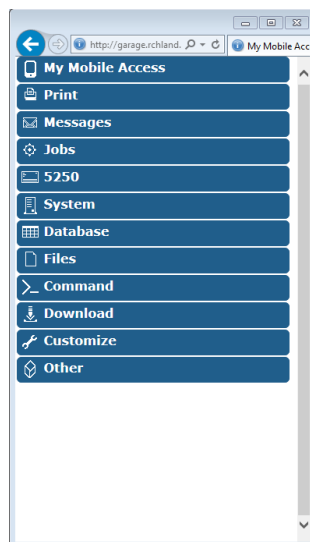 http://garage.rchland.
My Mobile Acc
My Mobile Access
Print
Messages
Jobs
5250
System
Database
Files
Command
Download
Customize
Other